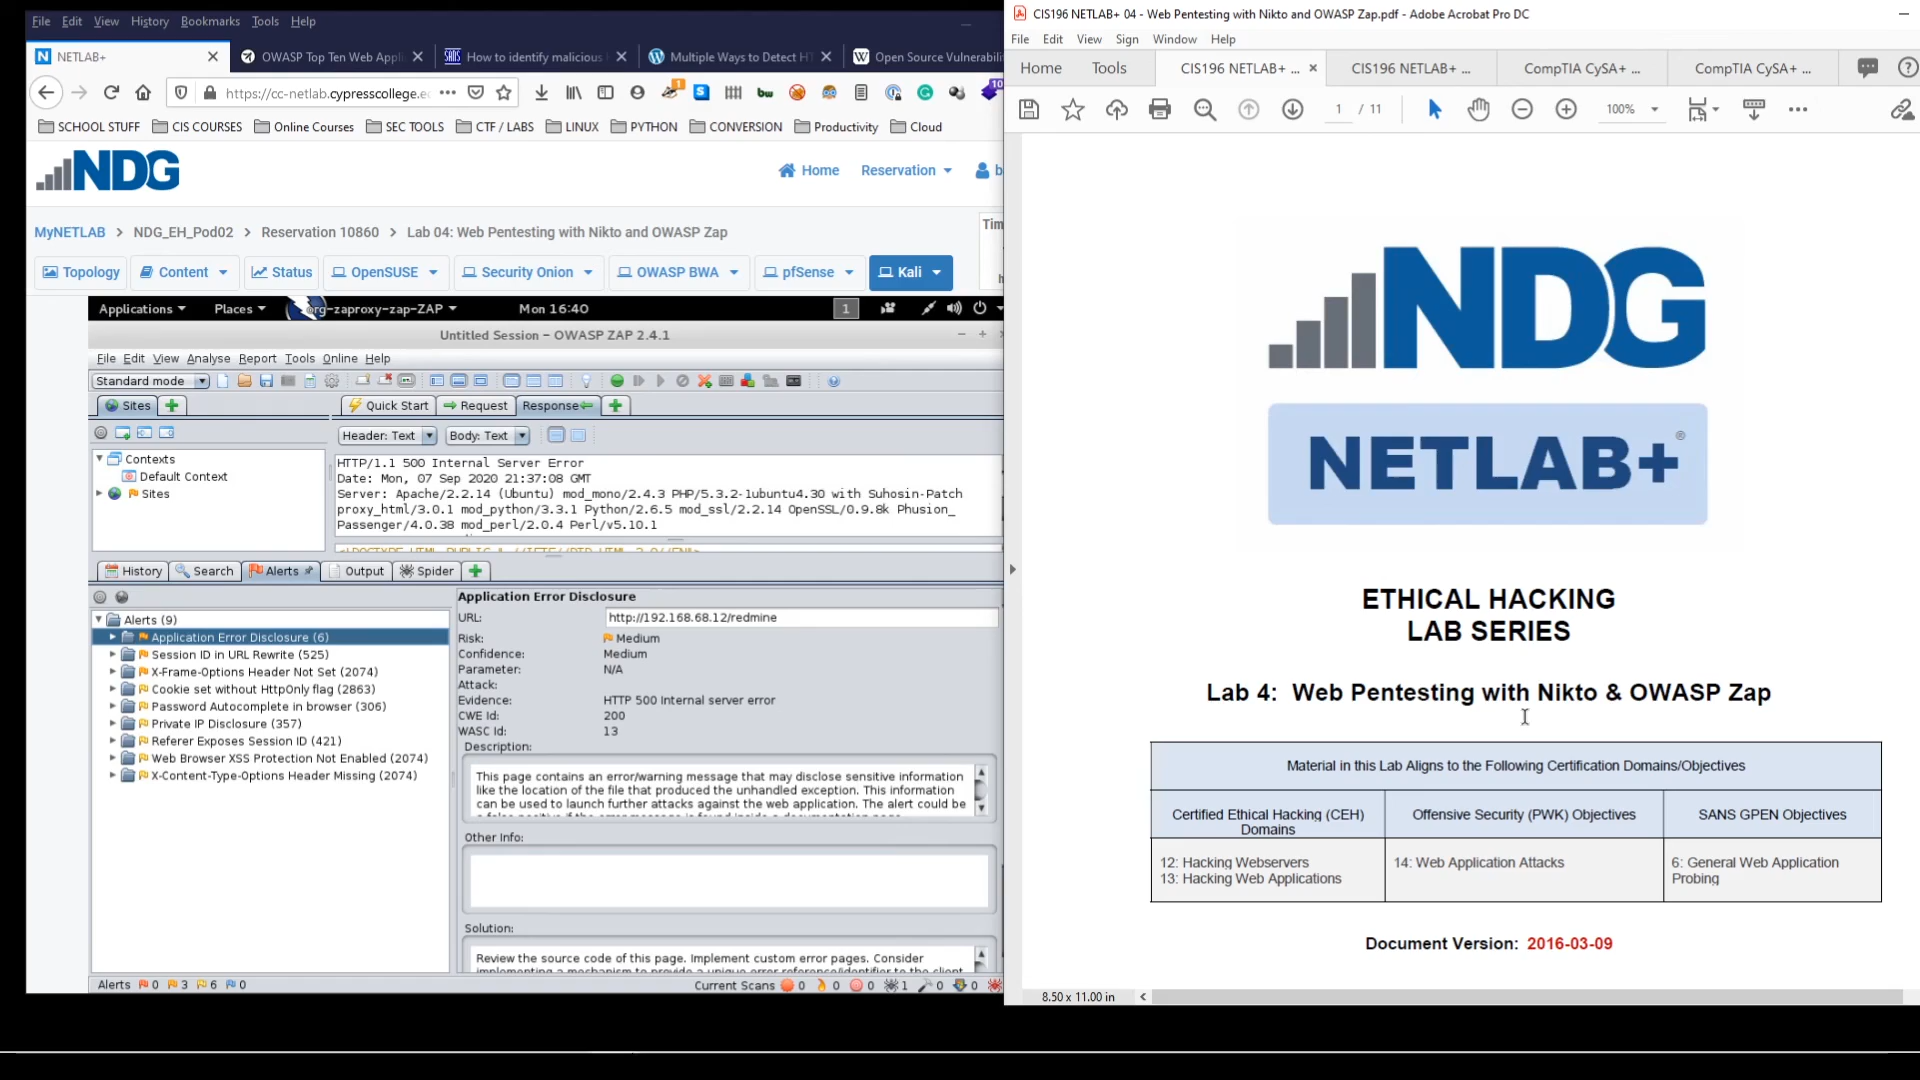 File Edit View History Bookmarks Tools Help
NETLAB+
OWASP Top Ten Web Appl
How to identify malicious
Multiple Ways to Detect HT
Open Source Vulnerabili
https://cc-netlab.cypresscollege.e
SCHOOL STUFF CIS COURSES Online Courses SEC TOOLS CTF / LABS LINUX PYTHON CONVERSION Productivity Cloud
NDG
Home Reservation b
MyNETLAB > NDG_EH_Pod02 > Reservation 10860 > Lab 04: Web Pentesting with Nikto and OWASP Zap
Tim
Topology Content Status OpenSUSE Security Onion OWASP BWA pfSense Kali
Applications Places org-zaproxy-zap-ZAP Mon 16:40 1
Untitled Session - OWASP ZAP 2.4.1
File Edit View Analyse Report Tools Online Help
Standard mode
Sites
Quick Start Request Response
Header: Text Body: Text
Contexts
Default Context
Sites
HTTP/1.1 500 Internal Server Error
Date: Mon, 07 Sep 2020 21:37:08 GMT
Server: Apache/2.2.14 (Ubuntu) mod_mono/2.4.3 PHP/5.3.2-1ubuntu4.30 with Suhosin-Patch
proxy_html/3.0.1 mod_python/3.3.1 Python/2.6.5 mod_ssl/2.2.14 OpenSSL/0.9.8k Phusion_
Passenger/4.0.38 mod_perl/2.0.4 Perl/v5.10.1
History Search Alerts Output Spider
Alerts (9)
Application Error Disclosure (6)
Session ID in URL Rewrite (525)
X-Frame-Options Header Not Set (2074)
Cookie set without HttpOnly flag (2863)
Password Autocomplete in browser (306)
Private IP Disclosure (357)
Referer Exposes Session ID (421)
Web Browser XSS Protection Not Enabled (2074)
X-Content-Type-Options Header Missing (2074)
Application Error Disclosure
URL: http://192.168.68.12/redmine
Risk: Medium
Confidence: Medium
Parameter: N/A
Attack:
Evidence: HTTP 500 Internal server error
CWE Id: 200
WASC Id: 13
Description:
This page contains an error/warning message that may disclose sensitive information
like the location of the file that produced the unhandled exception. This information
can be used to launch further attacks against the web application. The alert could be
Other Info:
Solution:
Review the source code of this page. Implement custom error pages. Consider
implementing a mechanism to provide a unique error reference/identifier to the client
Alerts 0 3 6 0
Current Scans 0 0 0 1 0 0
CIS196 NETLAB+ 04 - Web Pentesting with Nikto and OWASP Zap.pdf - Adobe Acrobat Pro DC
File Edit View Sign Window Help
Home Tools CIS196 NETLAB+ ... CIS196 NETLAB+ ... CompTIA CySA+ ... CompTIA CySA+ ...
1 / 11 100%
NDG
NETLAB+ ®
ETHICAL HACKING
LAB SERIES
Lab 4: Web Pentesting with Nikto & OWASP Zap
Material in this Lab Aligns to the Following Certification Domains/Objectives
Certified Ethical Hacking (CEH)
Domains
Offensive Security (PWK) Objectives
SANS GPEN Objectives
12: Hacking Webservers
13: Hacking Web Applications
14: Web Application Attacks
6: General Web Application
Probing
Document Version: 2016-03-09
8.50 x 11.00 in